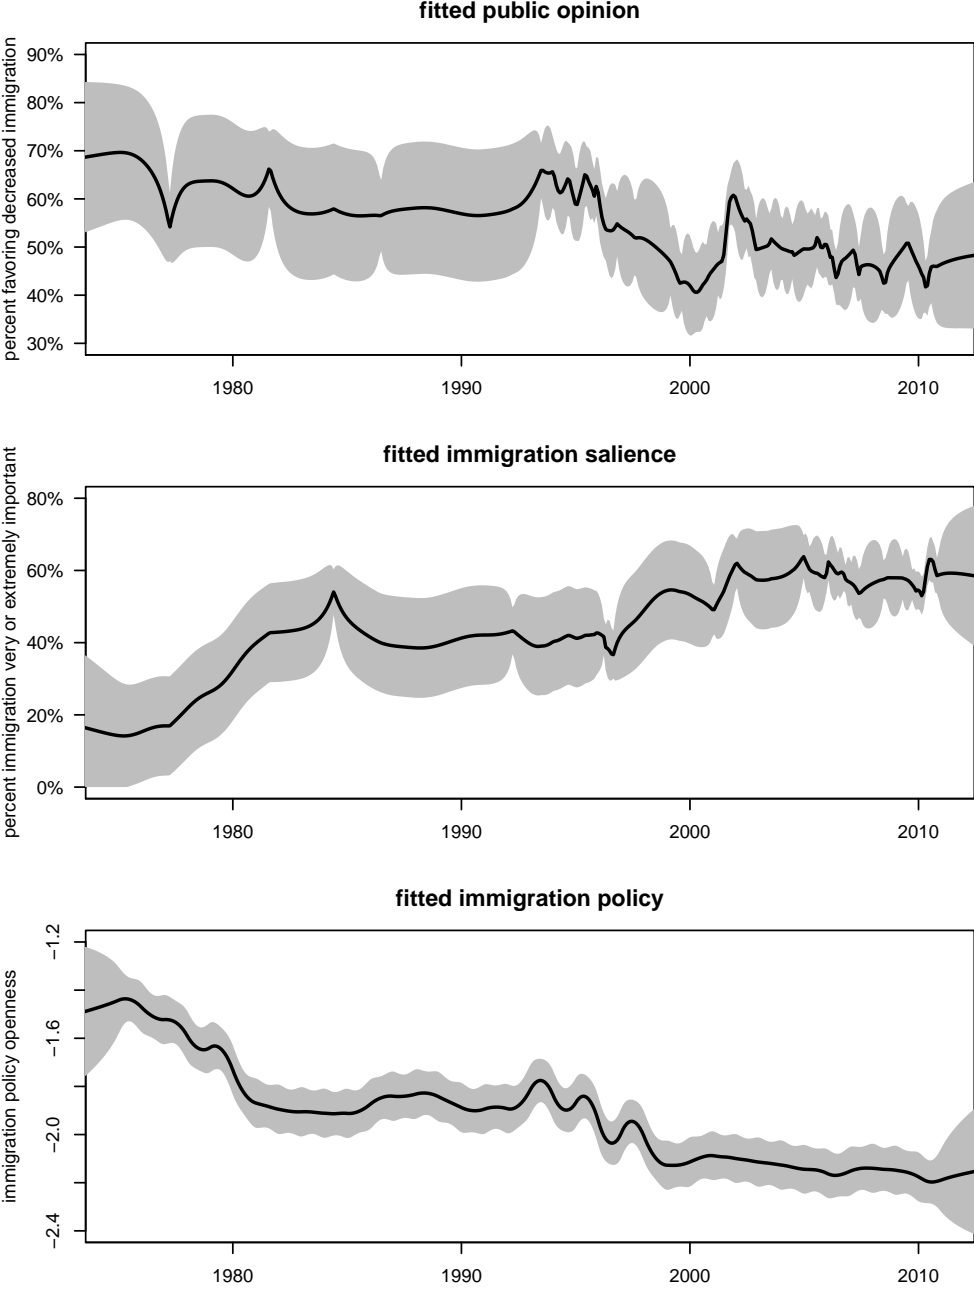 fitted public opinion
percent favoring decreased immigration
90%
80%
70%
60%
50%
40%
30%
1980 1990 2000 2010
fitted immigration salience
percent immigration very or extremely important
80%
60%
40%
20%
0%
1980 1990 2000 2010
fitted immigration policy
immigration policy openness
−1.2
−1.6
−2.0
−2.4
1980 1990 2000 2010